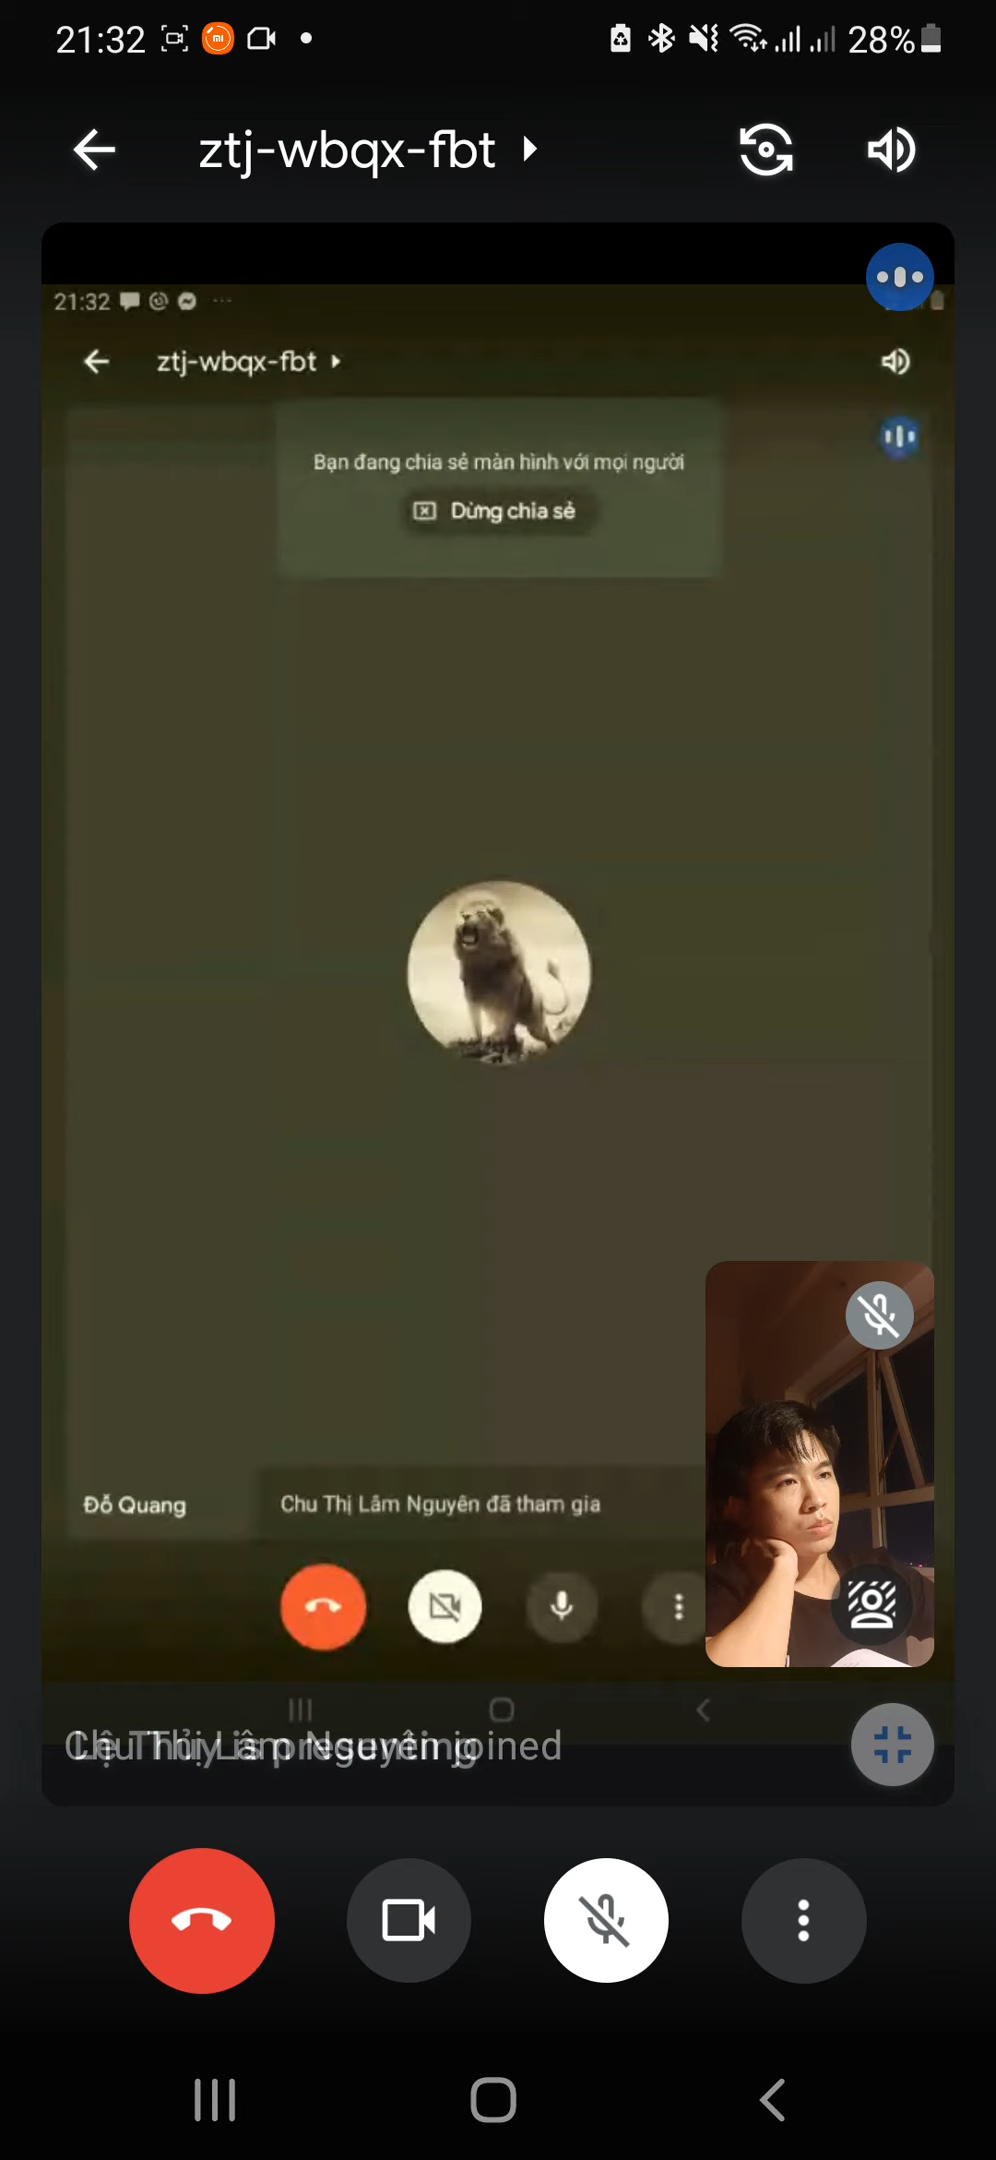 21:32
28%
ztj-wbqx-fbt
21:32
ztj-wbqx-fbt
Bạn đang chia sẻ màn hình với mọi người
Dừng chia sẻ
Đỗ Quang
Chu Thị Lâm Nguyên đã tham gia
joined